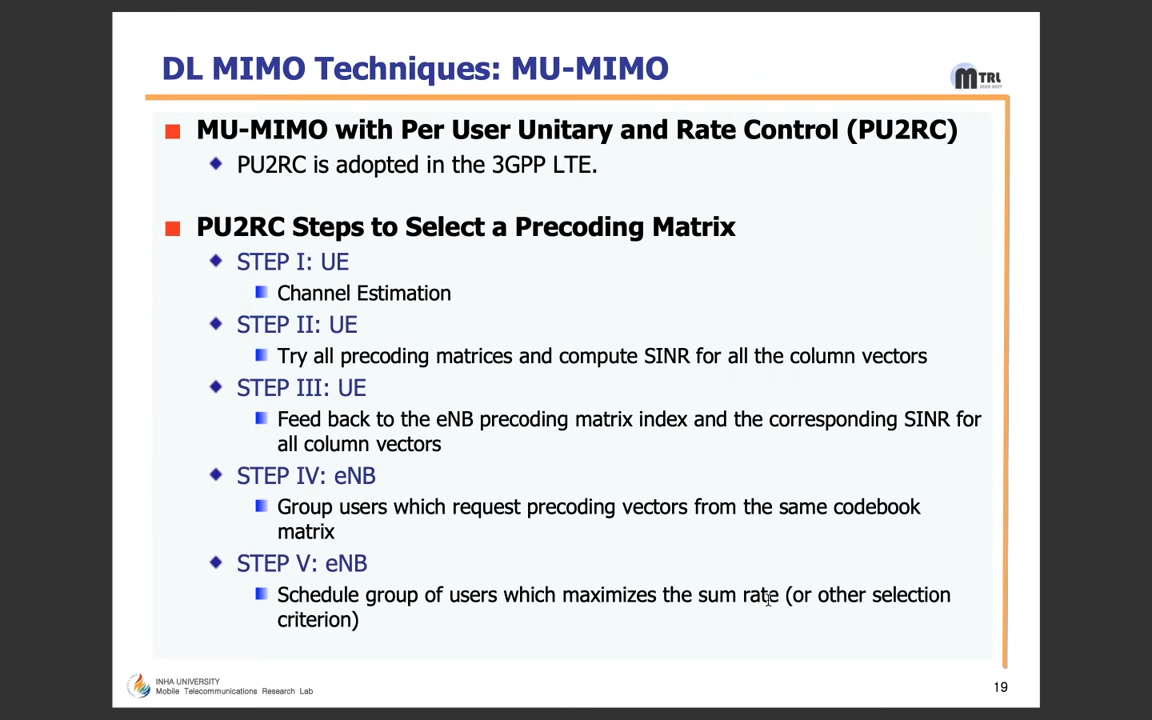 DL MIMO Techniques: MU-MIMO
MTRL
MU-MIMO with Per User Unitary and Rate Control (PU2RC)
PU2RC is adopted in the 3GPP LTE.
PU2RC Steps to Select a Precoding Matrix
STEP I: UE
Channel Estimation
STEP II: UE
Try all precoding matrices and compute SINR for all the column vectors
STEP III: UE
Feed back to the eNB precoding matrix index and the corresponding SINR for
all column vectors
STEP IV: eNB
Group users which request precoding vectors from the same codebook
matrix
STEP V: eNB
Schedule group of users which maximizes the sum rate (or other selection
criterion)
INHA UNIVERSITY
Mobile Telecommunications Research Lab
19